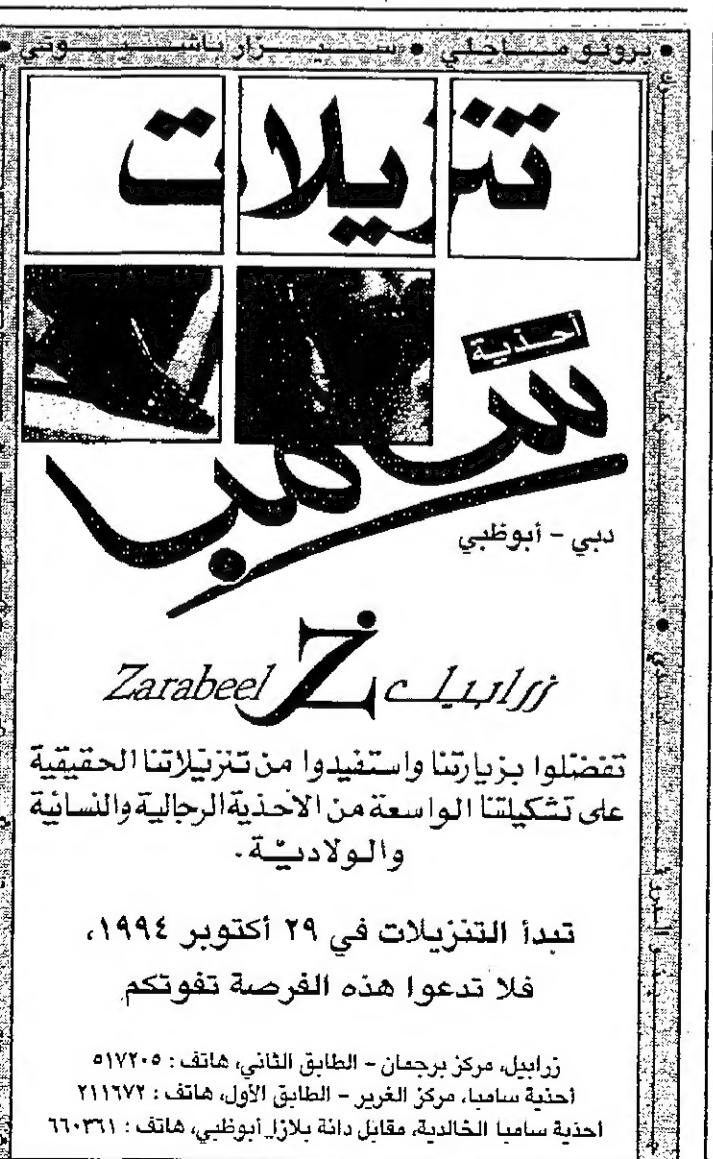 • برونو ماجلي • سيزار باشيوتي •
تنزيلات
أحذية
سامبا
دبي - أبوظبي
Zarabeel Z زرابيل
تفضلوا بزيارتنا واستفيدوا من تنزيلاتنا الحقيقية
على تشكيلتنا الواسعة من الأحذية الرجالية والنسائية
والولادية.
تبدأ التنزيلات في ٢٩ أكتوبر ١٩٩٤،
فلا تدعوا هذه الفرصة تفوتكم
زرابيل، مركز برجمان - الطابق الثاني، هاتف : ٥١٧٢٠٥
أحذية سامبا، مركز الغرير - الطابق الأول، هاتف : ٢١١٦٧٢
أحذية سامبا الخالدية، مقابل دانة بلازا، أبوظبي، هاتف : ٦٦٠٣٦١